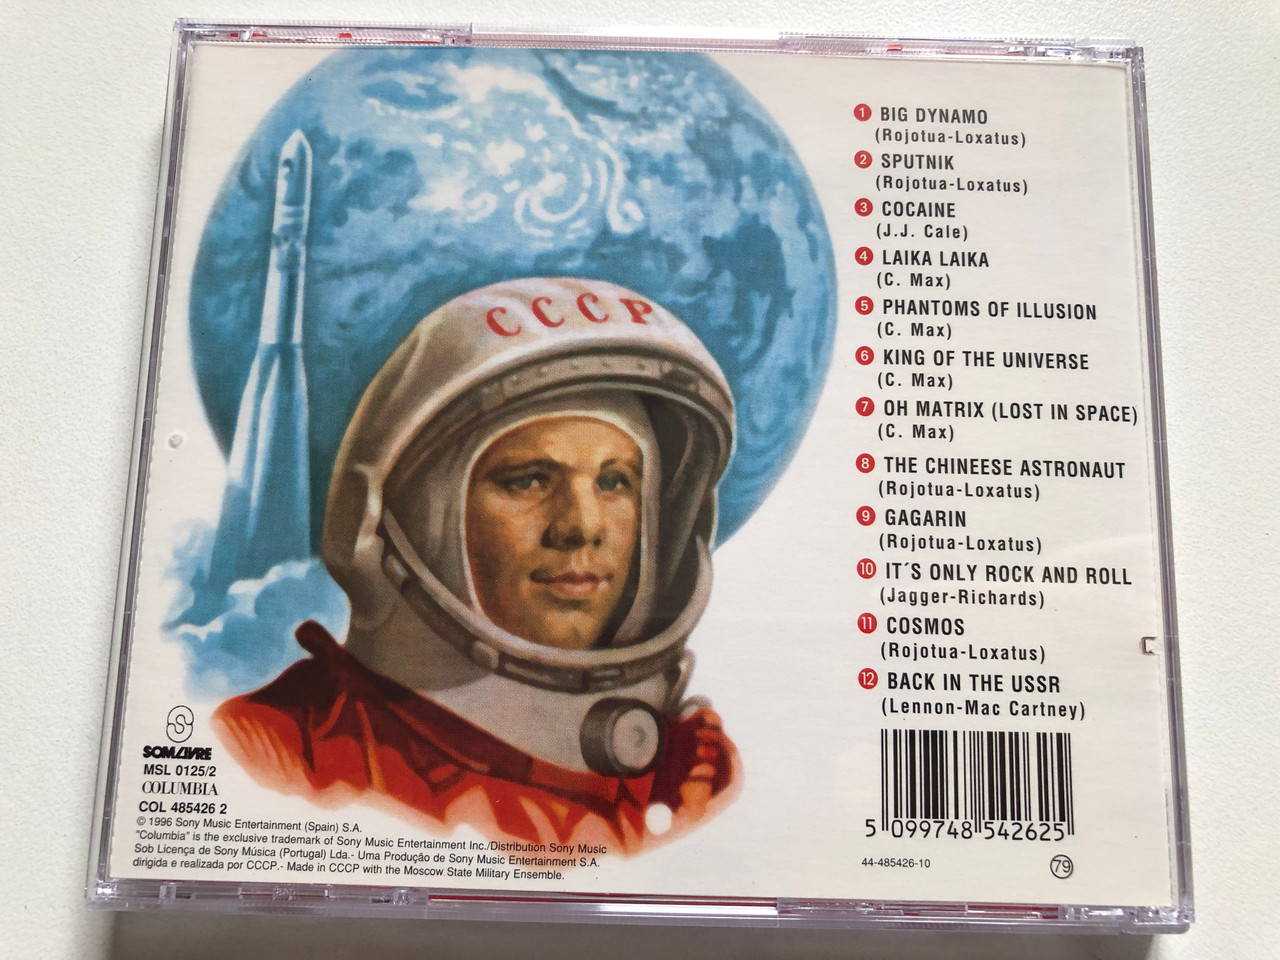 CCCP
1 BIG DYNAMO
(Rojotua-Loxatus)
2 SPUTNIK
(Rojotua-Loxatus)
3 COCAINE
(J.J. Cale)
4 LAIKA LAIKA
(C. Max)
5 PHANTOMS OF ILLUSION
(C. Max)
6 KING OF THE UNIVERSE
(C. Max)
7 OH MATRIX (LOST IN SPACE)
(C. Max)
8 THE CHINEESE ASTRONAUT
(Rojotua-Loxatus)
9 GAGARIN
(Rojotua-Loxatus)
10 IT´S ONLY ROCK AND ROLL
(Jagger-Richards)
11 COSMOS
(Rojotua-Loxatus)
12 BACK IN THE USSR
(Lennon-Mac Cartney)
5 099748 542625
44-485426-10
79
SOM LIVRE
MSL 0125/2
COLUMBIA
COL 485426 2
© 1996 Sony Music Entertainment (Spain) S.A.
"Columbia" is the exclusive trademark of Sony Music Entertainment Inc./Distribution Sony Music
Sob Licença de Sony Música (Portugal) Lda.- Uma Produção de Sony Music Entertainment S.A.
dirigida e realizada por CCCP.- Made in CCCP with the Moscow State Military Ensemble.